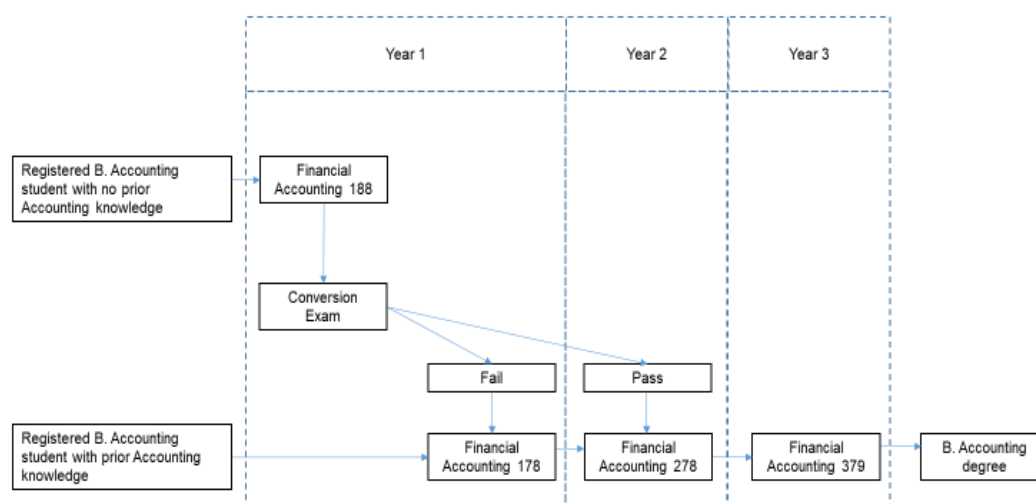 Year 1
Year 2
Year 3
Registered B. Accounting
student with no prior
Accounting knowledge
Financial
Accounting 188
Conversion
Exam
Fail
Pass
Registered B. Accounting
student with prior Accounting
knowledge
Financial
Accounting 178
Financial
Accounting 278
Financial
Accounting 379
B. Accounting
degree